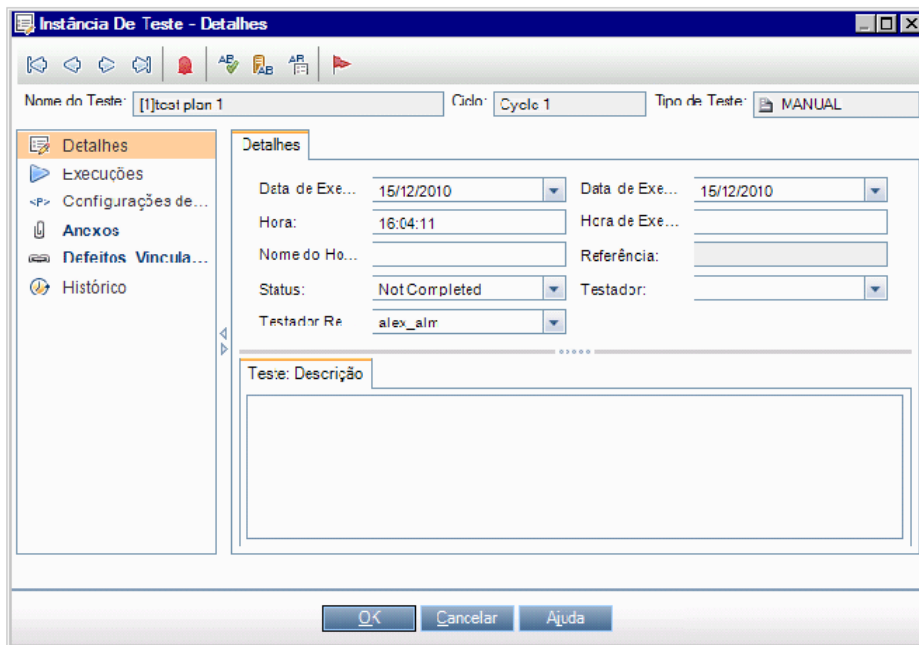 Instância De Teste - Detalhes
Nome do Teste: [1]test plan 1 Ciclo: Cycle 1 Tipo de Teste: MANUAL
Detalhes
Execuções
<P> Configurações de...
Anexos
Defeitos Vincula...
Histórico
Detalhes
Data de Exe... 15/12/2010 Data de Exe... 15/12/2010
Hora: 16:04:11 Hora de Exe...
Nome do Ho... Referência:
Status: Not Completed Testador:
Testador Re alex_alm
Teste: Descrição
OK Cancelar Ajuda